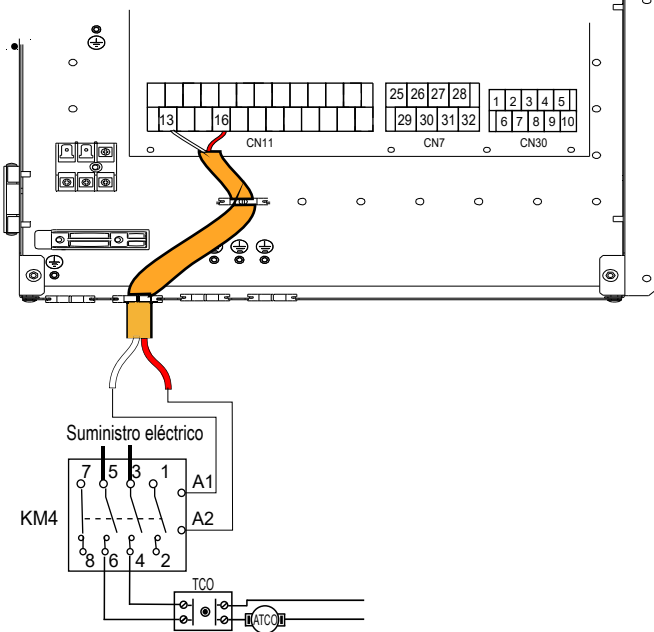 25 26 27 28
1 2 3 4 5
13 16
29 30 31 32
6 7 8 9 10
CN11 CN7 CN30
Suministro eléctrico
7 5 3 1
A1
KM4
A2
8 6 4 2
TCO
ATCO